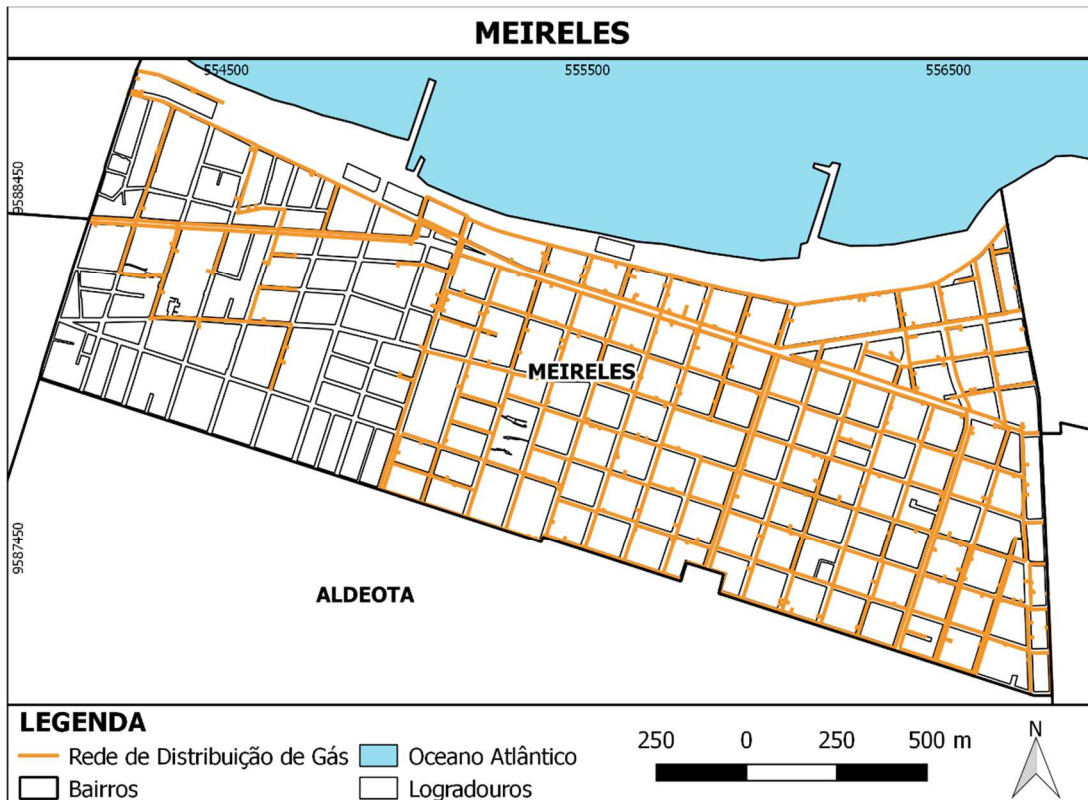 MEIRELES
554500 555500 556500
9588450
MEIRELES
9587450
ALDEOTA
LEGENDA
Rede de Distribuição de Gás
Bairros
Oceano Atlântico
Logradouros
250 0 250 500 m
N